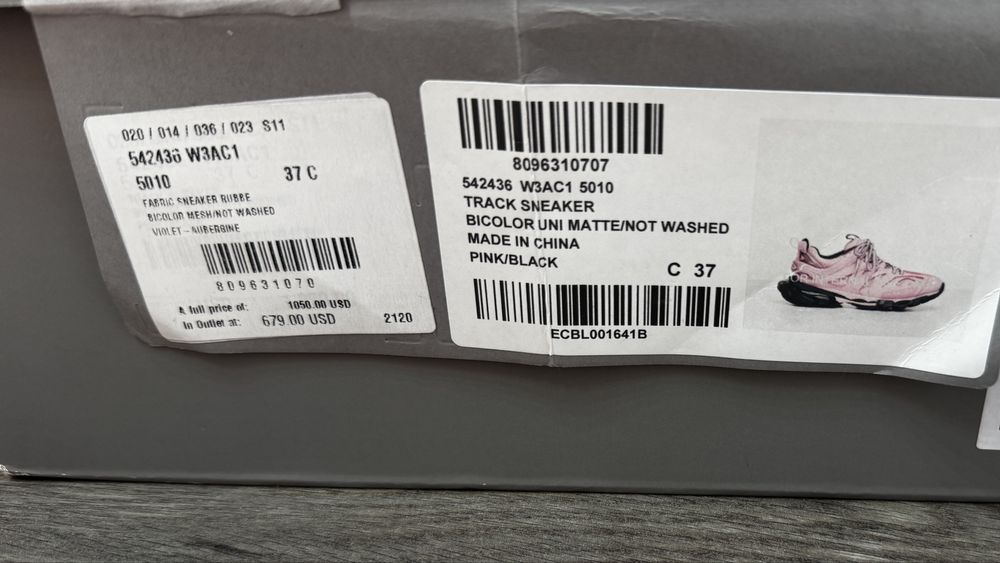 020 / 014 / 036 / 023 S11
542436 W3AC1
5010 37 C
FABRIC SNEAKER RUBBE
BICOLOR MESH/NOT WASHED
VIOLET - AUBERGINE
809631070
A full price of: 1050.00 USD
In Outlet at: 679.00 USD 2120
8096310707
542436 W3AC1 5010
TRACK SNEAKER
BICOLOR UNI MATTE/NOT WASHED
MADE IN CHINA
PINK/BLACK
C 37
ECBL001641B